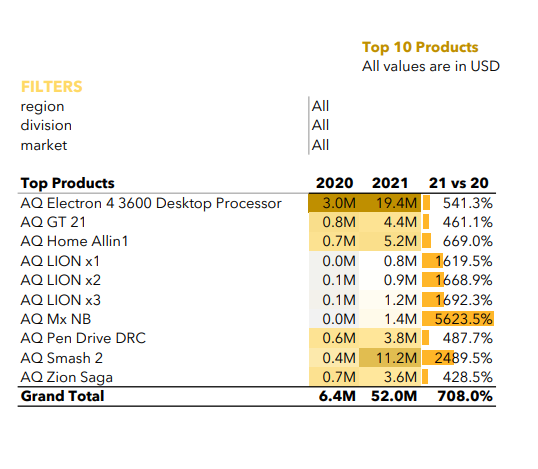 Top 10 Products
All values are in USD
FILTERS
region All
division All
market All
Top Products 2020 2021 21 vs 20
AQ Electron 4 3600 Desktop Processor 3.0M 19.4M 541.3%
AQ GT 21 0.8M 4.4M 461.1%
AQ Home Allin1 0.7M 5.2M 669.0%
AQ LION x1 0.0M 0.8M 1619.5%
AQ LION x2 0.1M 0.9M 1668.9%
AQ LION x3 0.1M 1.2M 1692.3%
AQ Mx NB 0.0M 1.4M 5623.5%
AQ Pen Drive DRC 0.6M 3.8M 487.7%
AQ Smash 2 0.4M 11.2M 2489.5%
AQ Zion Saga 0.7M 3.6M 428.5%
Grand Total 6.4M 52.0M 708.0%